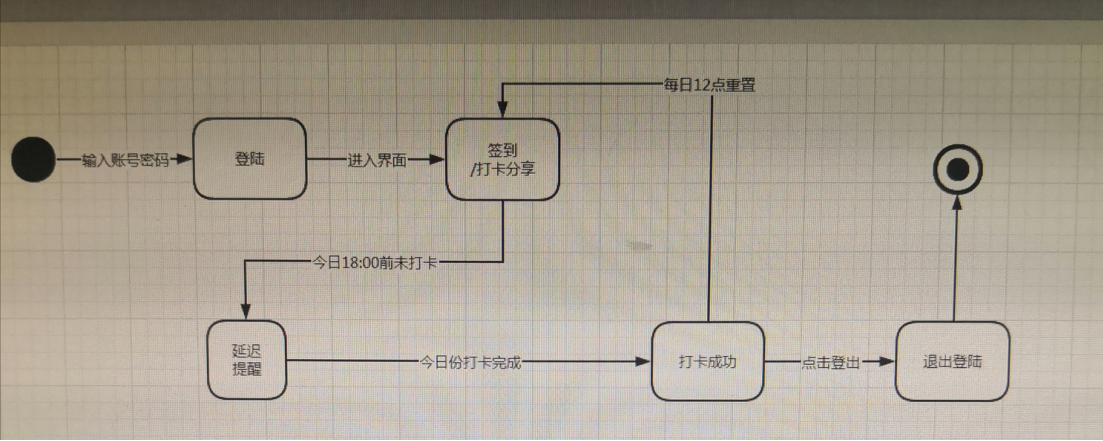 每日12点重置
输入账号密码
登陆
进入界面
签到
/打卡分享
今日18:00前未打卡
延迟
提醒
今日份打卡完成
打卡成功
点击登出
退出登陆